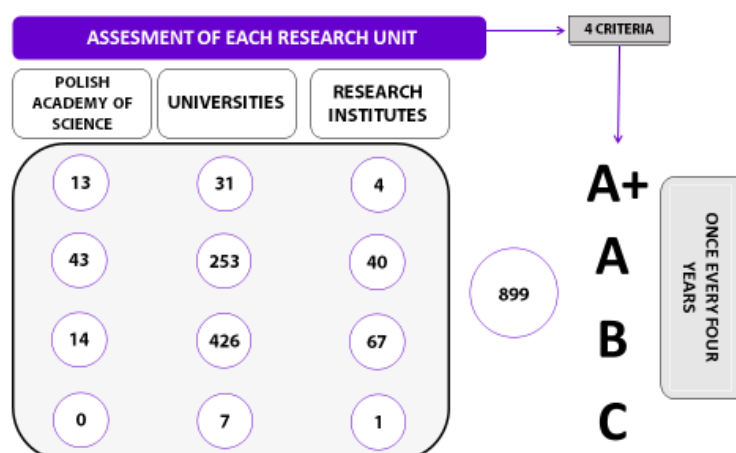 ASSESMENT OF EACH RESEARCH UNIT
4 CRITERIA
POLISH
ACADEMY OF
SCIENCE
UNIVERSITIES
RESEARCH
INSTITUTES
13 31 4
A+
43 253 40
A
899
14 426 67
B
0 7 1
C
ONCE EVERY FOUR
YEARS